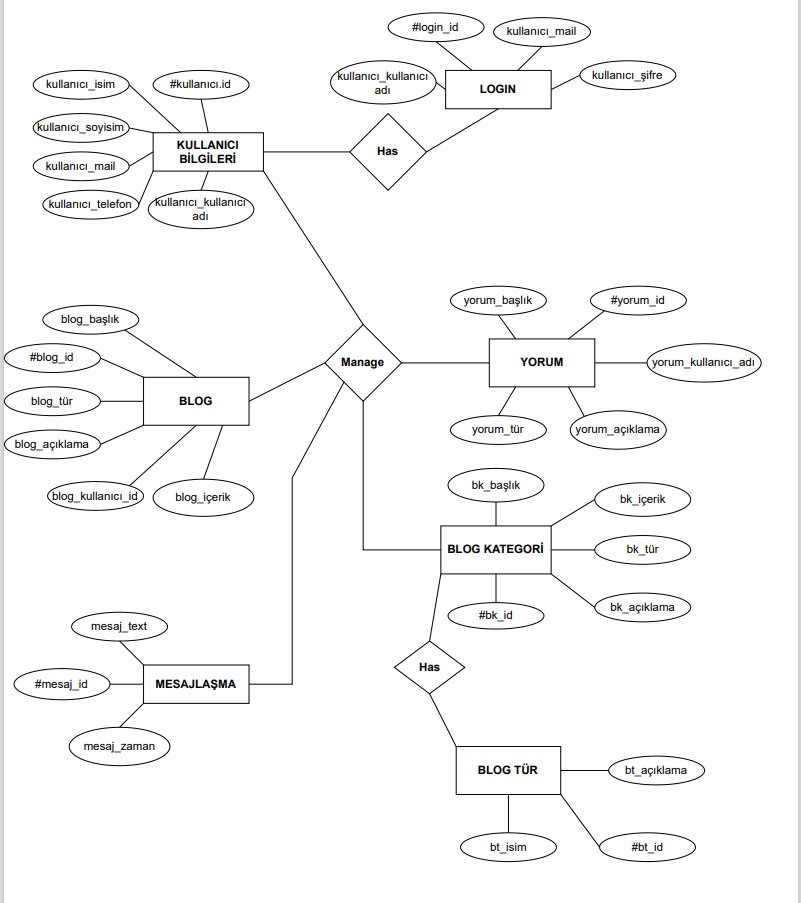 #login_id
kullanıcı_mail
kullanıcı_kullanıcı
adı
kullanıcı_şifre
LOGIN
kullanıcı_isim
#kullanıcı.id
kullanıcı_soyisim
kullanıcı_mail
kullanıcı_telefon
kullanıcı_kullanıcı
adı
KULLANICI
BİLGİLERİ
Has
blog_başlık
#blog_id
blog_tür
blog_açıklama
blog_kullanıcı_id
blog_içerik
BLOG
Manage
yorum_başlık
#yorum_id
YORUM
yorum_kullanıcı_adı
yorum_tür
yorum_açıklama
bk_başlık
bk_içerik
BLOG KATEGORİ
bk_tür
#bk_id
bk_açıklama
mesaj_text
#mesaj_id
MESAJLAŞMA
mesaj_zaman
Has
BLOG TÜR
bt_açıklama
bt_isim
#bt_id